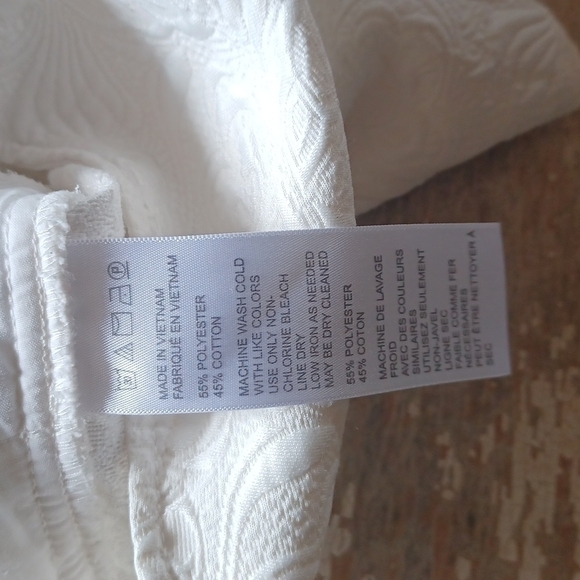 MADE IN VIETNAM
FABRIQUÉ EN VIETNAM
55% POLYESTER
45% COTTON
MACHINE WASH COLD
WITH LIKE COLORS
USE ONLY NON-
CHLORINE BLEACH
LINE DRY
LOW IRON AS NEEDED
MAY BE DRY CLEANED
55% POLYESTER
45% COTON
MACHINE DE LAVAGE
FROID
AVEC DES COULEURS
SIMILAIRES
UTILISEZ SEULEMENT
NON-JAVEL
LIGNE SEC
FAIBLE COMME FER
NÉCESSAIRES
PEUT ÊTRE NETTOYER A
SEC